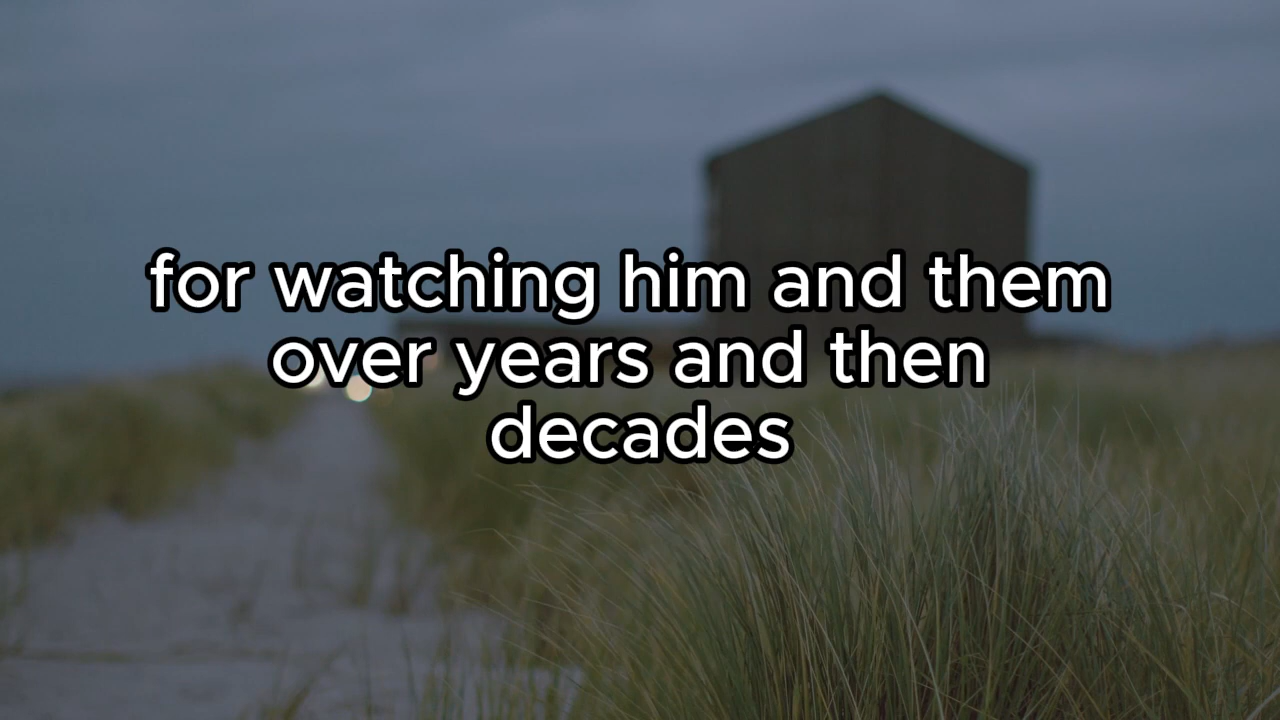 for watching him and them
over years and then
decades